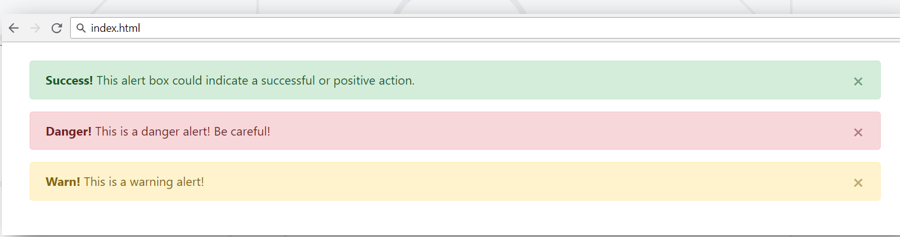 index.html
Success! This alert box could indicate a successful or positive action. ×
Danger! This is a danger alert! Be careful! ×
Warn! This is a warning alert! ×